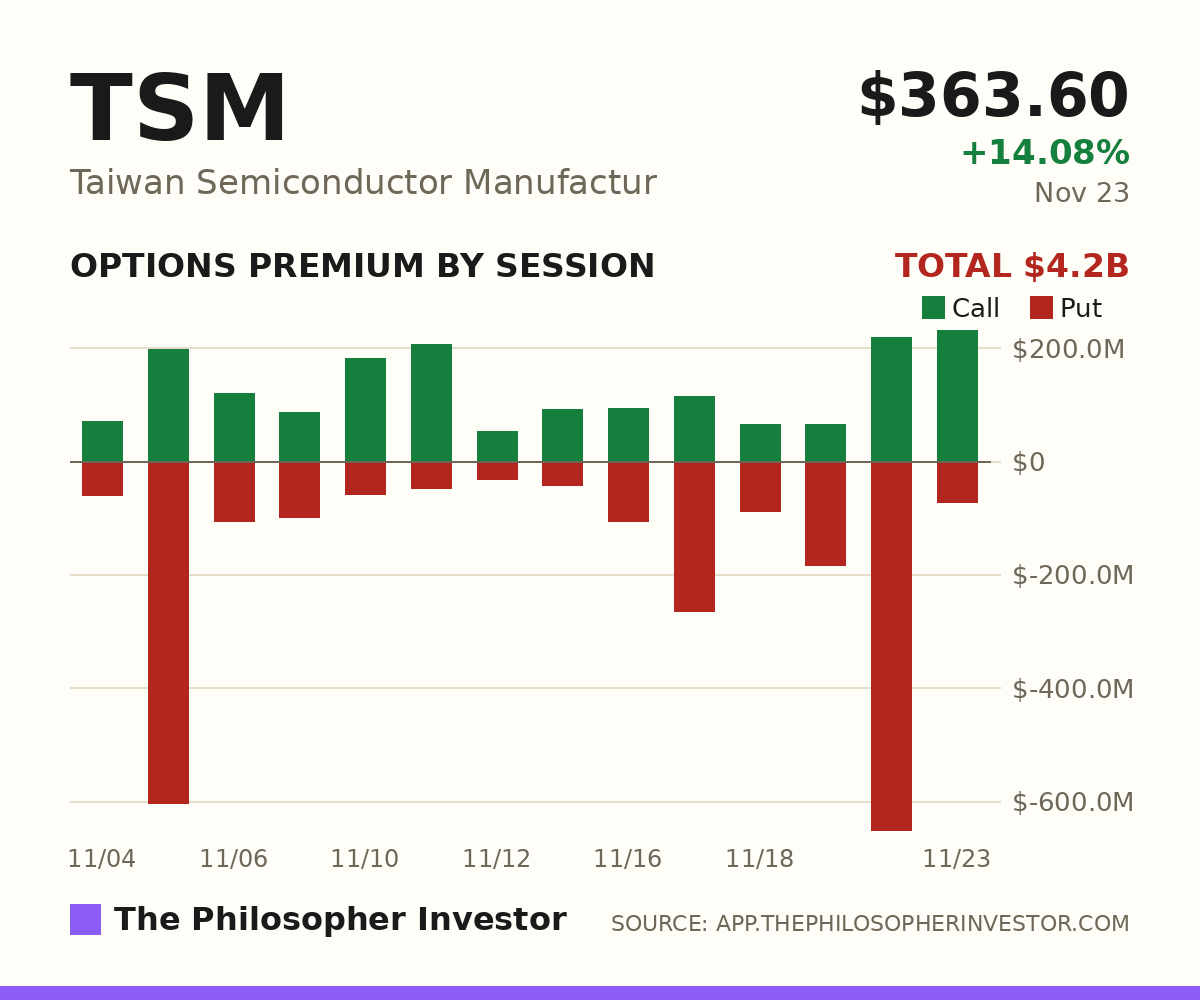 TSM
$363.60
+14.08%
Taiwan Semiconductor Manufactur
Nov 23
OPTIONS PREMIUM BY SESSION
TOTAL $4.2B
Call Put
$200.0M
$0
$-200.0M
$-400.0M
$-600.0M
11/04 11/06 11/10 11/12 11/16 11/18 11/23
The Philosopher Investor
SOURCE: APP.THEPHILOSOPHERINVESTOR.COM